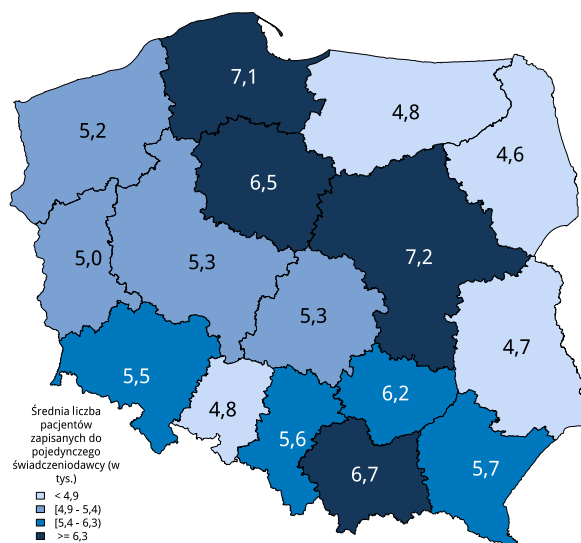 7,1
5,2
4,8
4,6
6,5
5,0
5,3
7,2
5,3
4,7
5,5
6,2
4,8
5,6
6,7
5,7
Średnia liczba
pacjentów
zapisanych do
pojedynczego
świadczeniodawcy (w
tys.)
< 4,9
[4,9 - 5,4)
[5,4 - 6,3)
>= 6,3